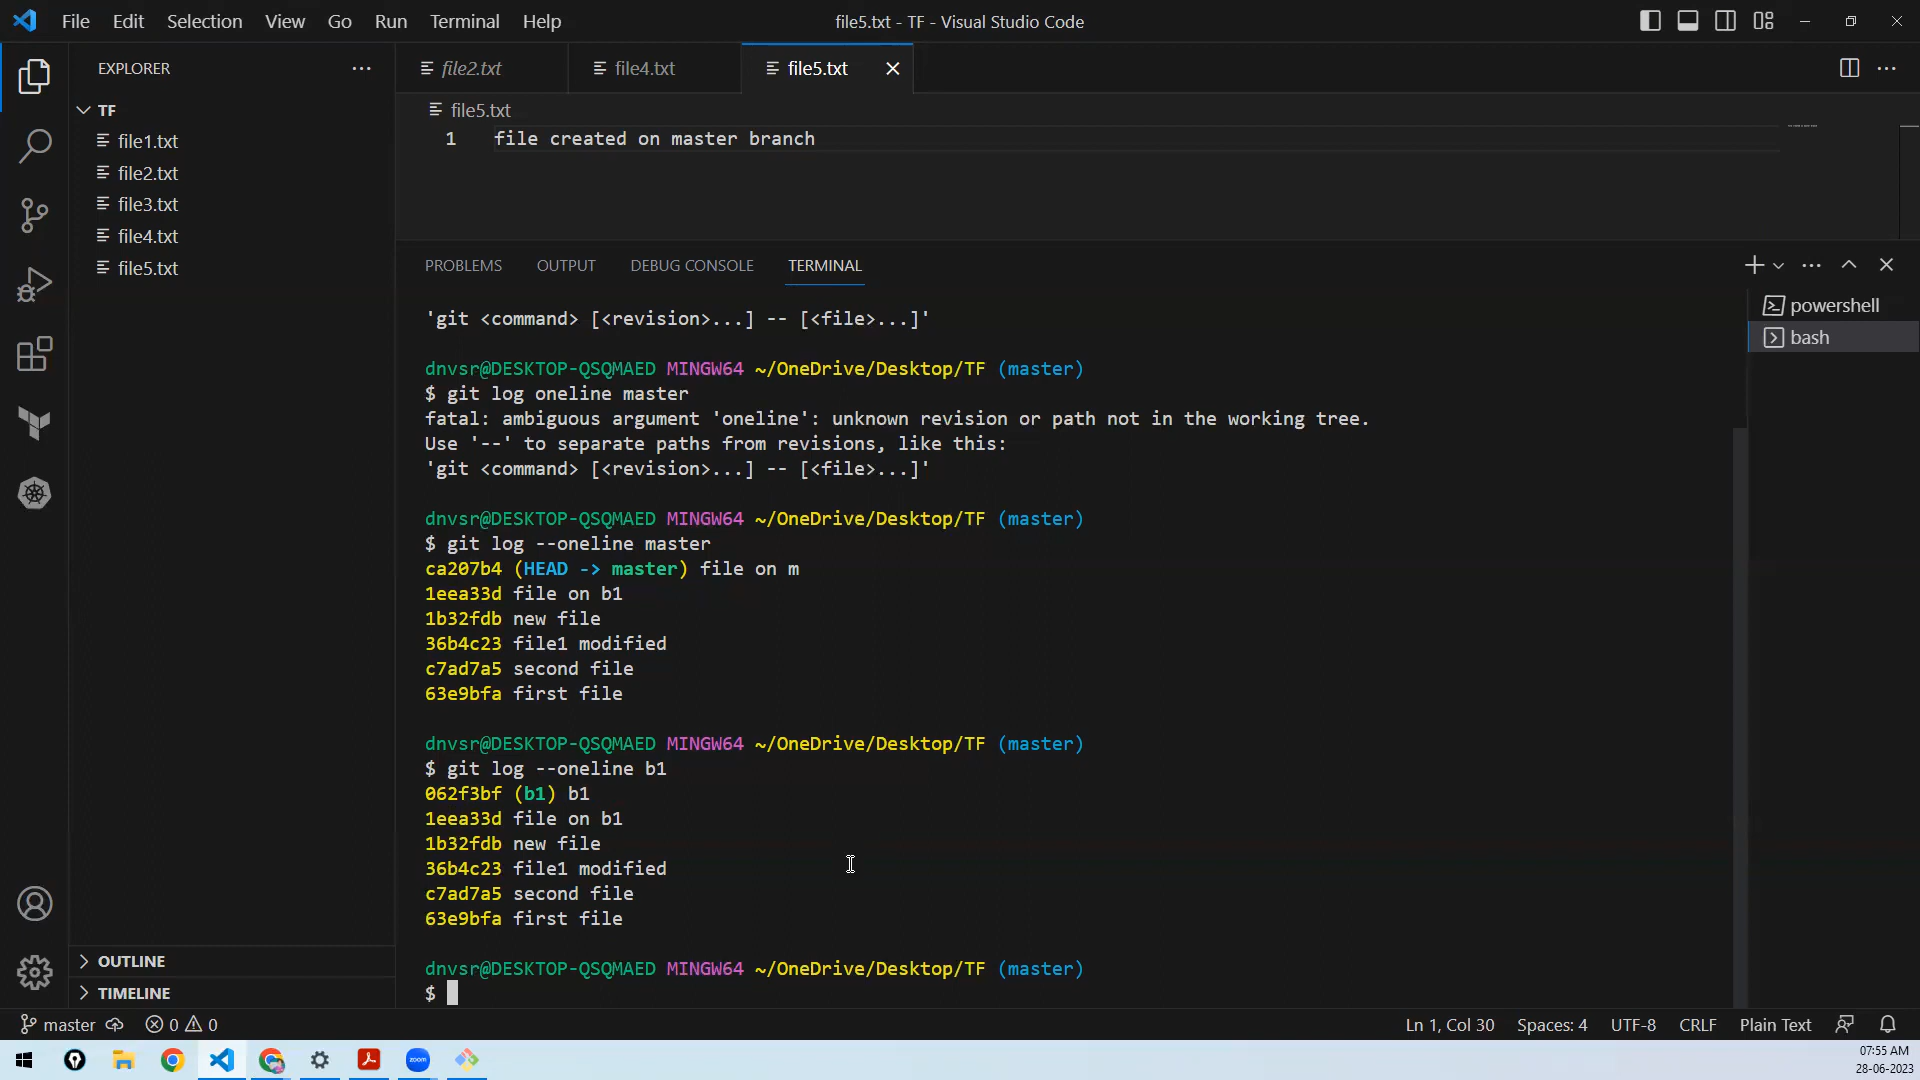 File Edit Selection View Go Run Terminal Help
file5.txt - TF - Visual Studio Code
EXPLORER
TF
file1.txt
file2.txt
file3.txt
file4.txt
file5.txt
OUTLINE
TIMELINE
file2.txt
file4.txt
file5.txt
file5.txt
1 file created on master branch
PROBLEMS OUTPUT DEBUG CONSOLE TERMINAL
powershell
bash
'git <command> [<revision>...] -- [<file>...]'
dnvsr@DESKTOP-QSQMAED MINGW64 ~/OneDrive/Desktop/TF (master)
$ git log oneline master
fatal: ambiguous argument 'oneline': unknown revision or path not in the working tree.
Use '--' to separate paths from revisions, like this:
'git <command> [<revision>...] -- [<file>...]'
dnvsr@DESKTOP-QSQMAED MINGW64 ~/OneDrive/Desktop/TF (master)
$ git log --oneline master
ca207b4 (HEAD -> master) file on m
1eea33d file on b1
1b32fdb new file
36b4c23 file1 modified
c7ad7a5 second file
63e9bfa first file
dnvsr@DESKTOP-QSQMAED MINGW64 ~/OneDrive/Desktop/TF (master)
$ git log --oneline b1
062f3bf (b1) b1
1eea33d file on b1
1b32fdb new file
36b4c23 file1 modified
c7ad7a5 second file
63e9bfa first file
dnvsr@DESKTOP-QSQMAED MINGW64 ~/OneDrive/Desktop/TF (master)
$
master 0 0
Ln 1, Col 30 Spaces: 4 UTF-8 CRLF Plain Text
zoom
07:55 AM
28-06-2023